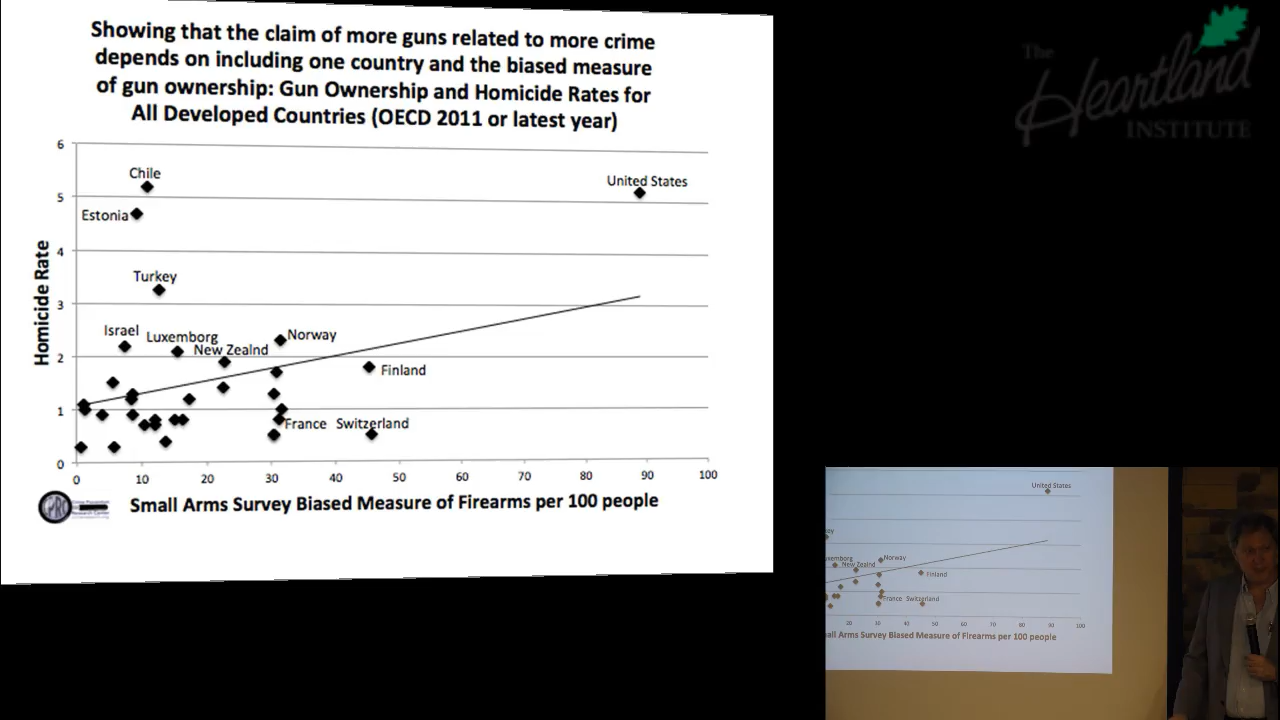 Showing that the claim of more guns related to more crime
depends on including one country and the biased measure
of gun ownership: Gun Ownership and Homicide Rates for
All Developed Countries (OECD 2011 or latest year)
The
Heartland
INSTITUTE
6
5
4
3
2
1
0
Homicide Rate
Chile
United States
Estonia
Turkey
Israel
Luxemborg
Norway
New Zealnd
Finland
France Switzerland
0 10 20 30 40 50 60 70 80 90 100
Small Arms Survey Biased Measure of Firearms per 100 people
United States
Norway
New Zealnd
Finland
France Switzerland
20 30 40 50 60 70 80 90 100
all Arms Survey Biased Measure of Firearms per 100 people